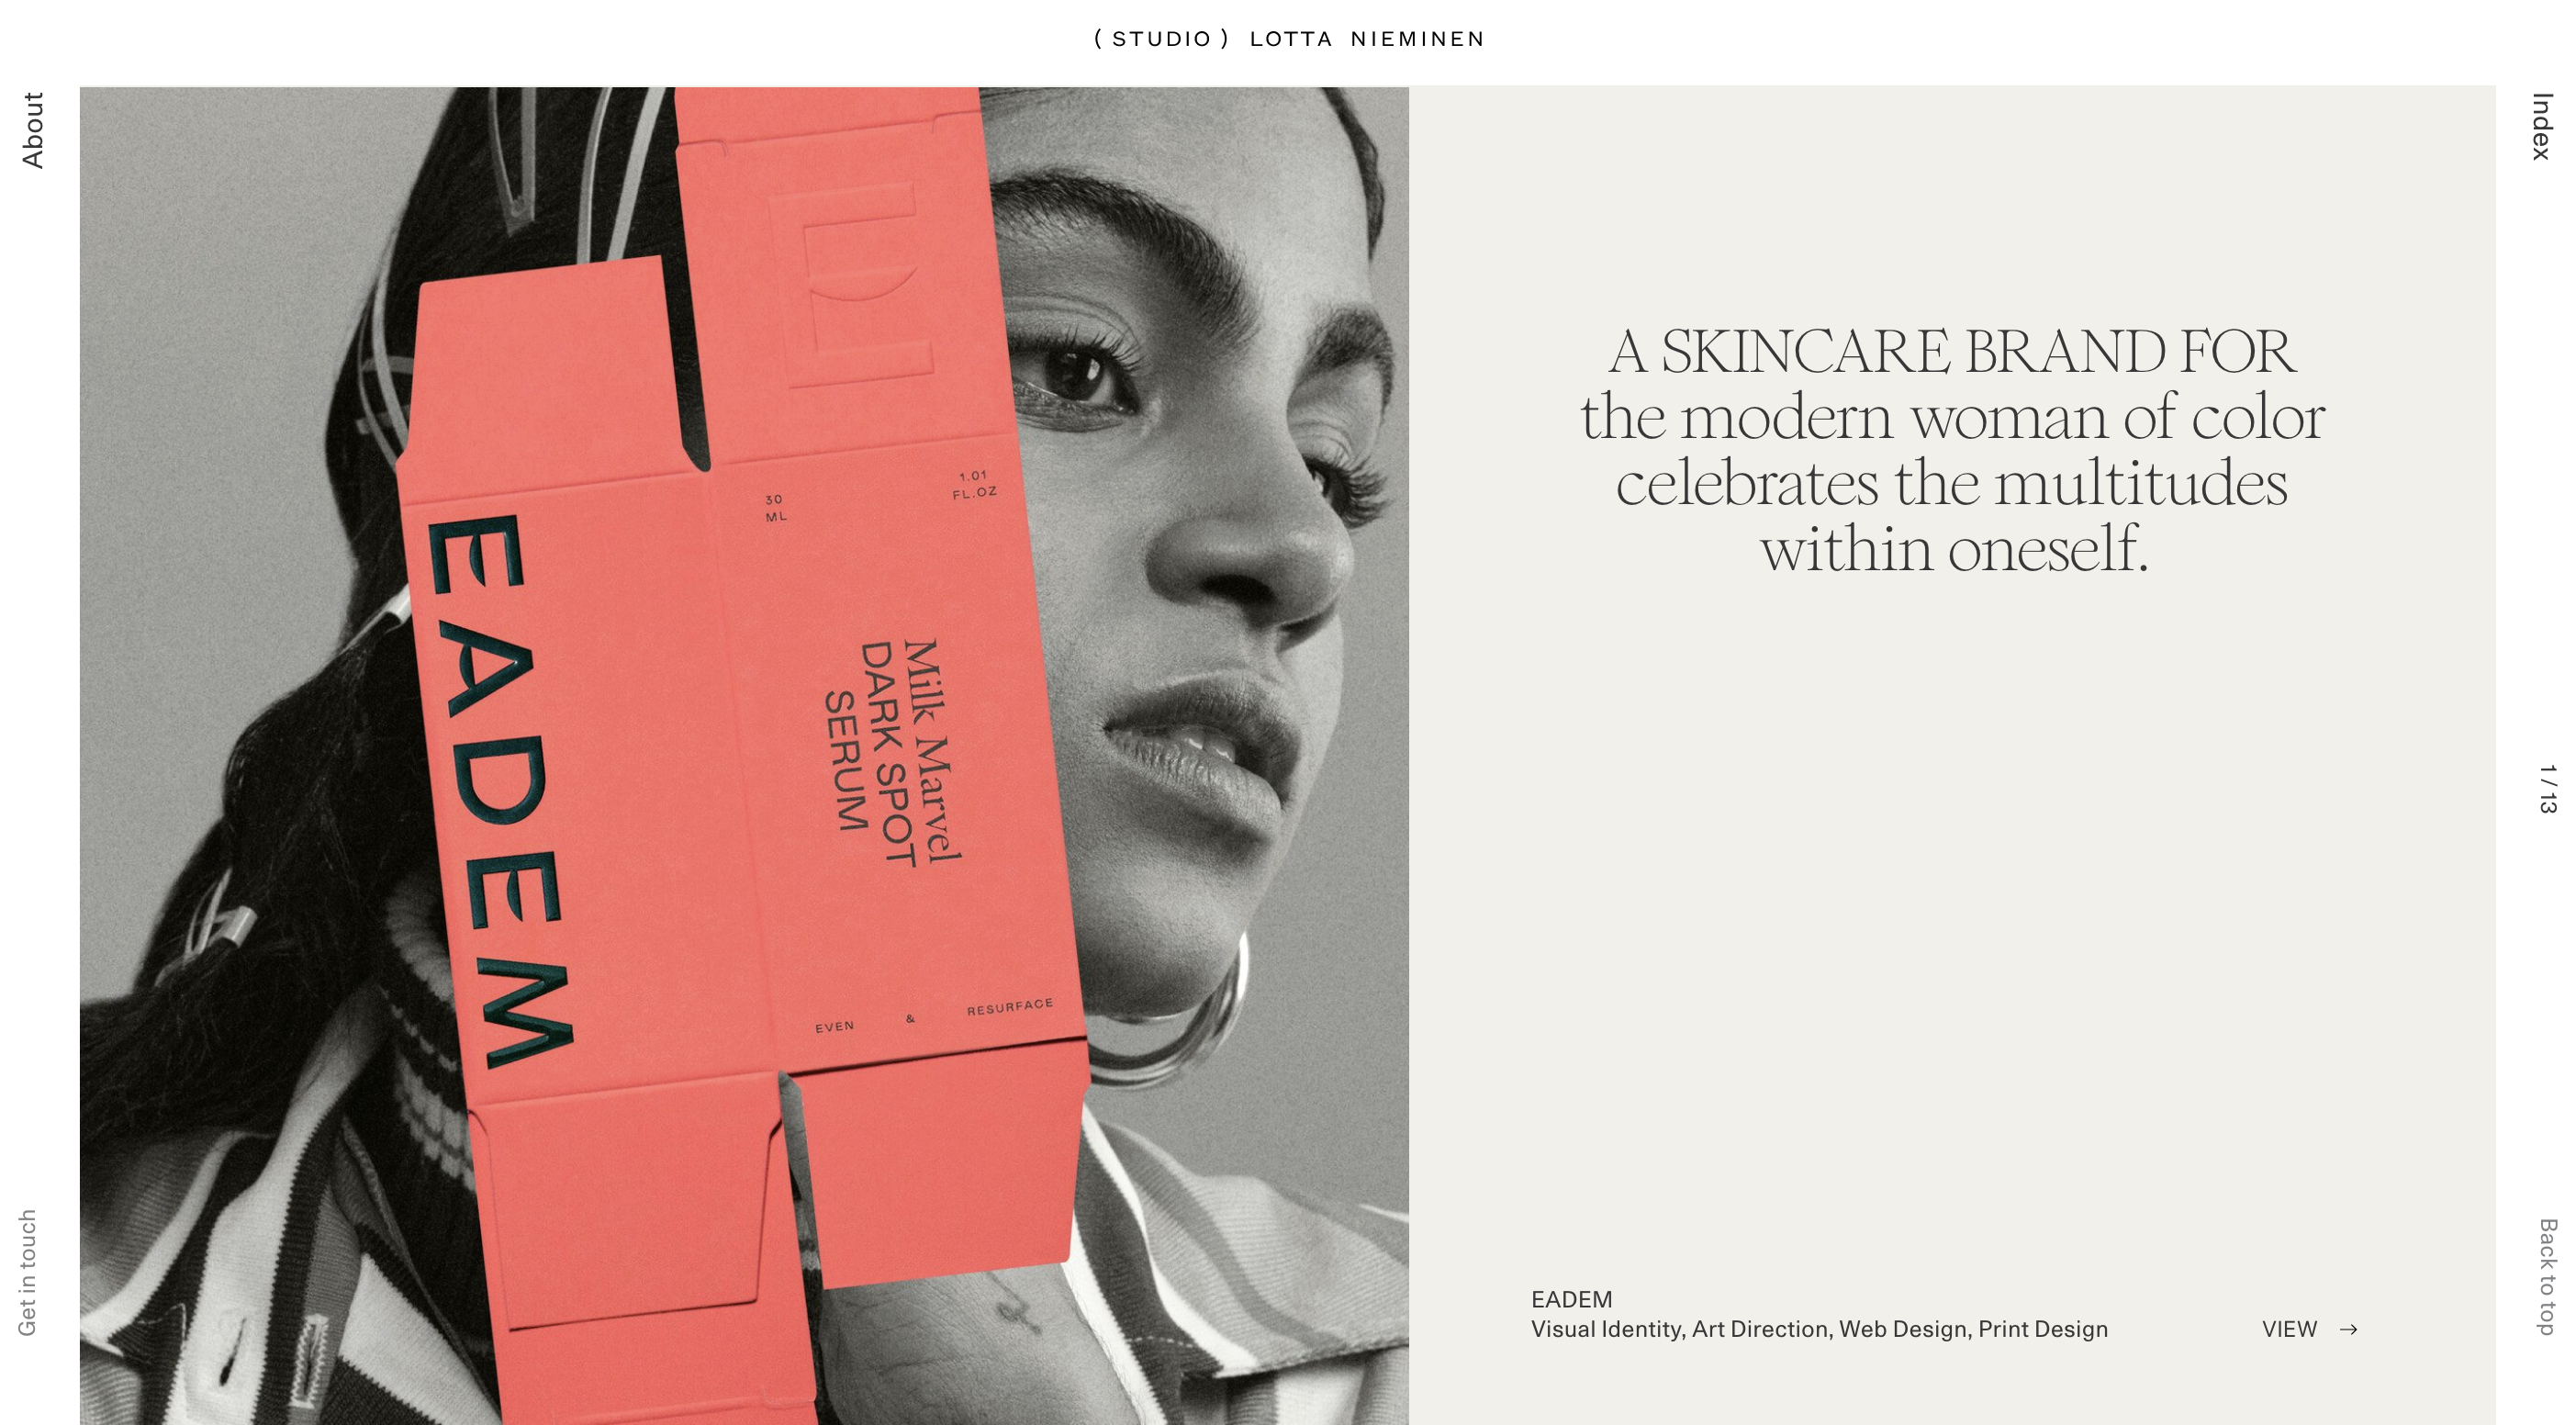 ( STUDIO ) LOTTA NIEMINEN
About
Index
E
30
ML
1.01
FL.OZ
EADEM
Milk Marvel
DARK SPOT
SERUM
EVEN & RESURFACE
A SKINCARE BRAND FOR
the modern woman of color
celebrates the multitudes
within oneself.
1 / 13
Get in touch
EADEM
Visual Identity, Art Direction, Web Design, Print Design
VIEW →
Back to top